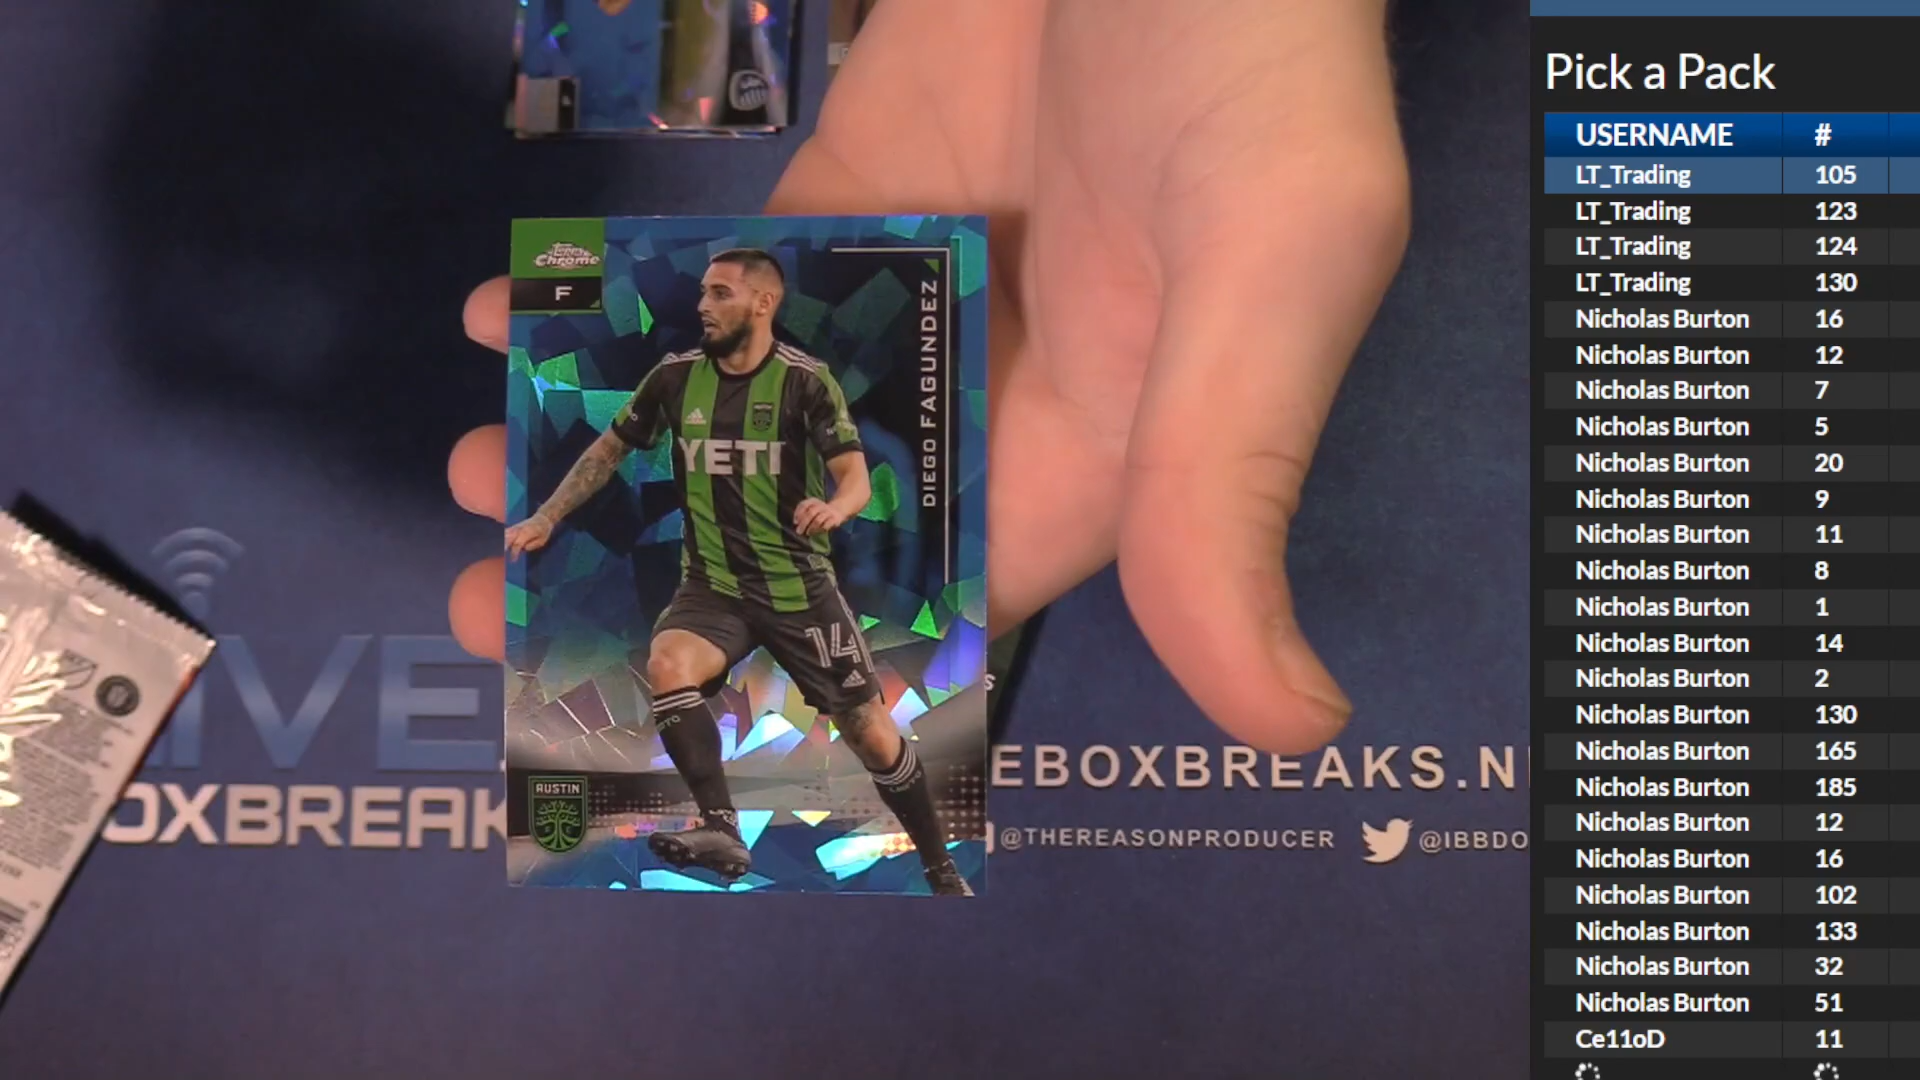 Topps
Chrome
F
DIEGO FAGUNDEZ
YETI
14
AUSTIN
IVE
OXBREAK
EBOXBREAKS.N
@THEREASONPRODUCER
@IBBDO
Pick a Pack
USERNAME #
LT_Trading 105
LT_Trading 123
LT_Trading 124
LT_Trading 130
Nicholas Burton 16
Nicholas Burton 12
Nicholas Burton 7
Nicholas Burton 5
Nicholas Burton 20
Nicholas Burton 9
Nicholas Burton 11
Nicholas Burton 8
Nicholas Burton 1
Nicholas Burton 14
Nicholas Burton 2
Nicholas Burton 130
Nicholas Burton 165
Nicholas Burton 185
Nicholas Burton 12
Nicholas Burton 16
Nicholas Burton 102
Nicholas Burton 133
Nicholas Burton 32
Nicholas Burton 51
Ce11oD 11